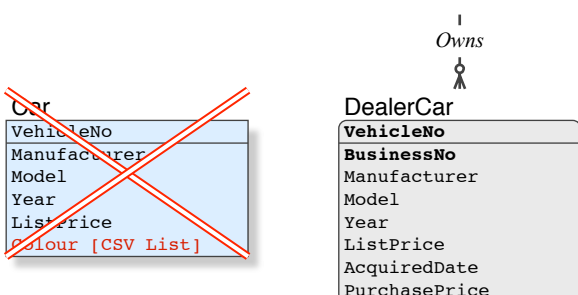 Owns
Car
DealerCar
VehicleNo
Manufacturer
Model
Year
ListPrice
Colour [CSV List]
VehicleNo
BusinessNo
Manufacturer
Model
Year
ListPrice
AcquiredDate
PurchasePrice